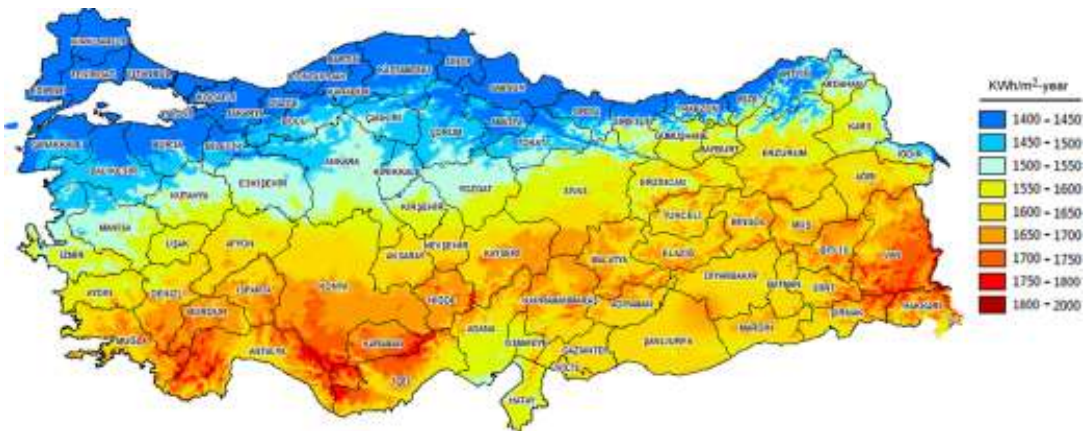 KIRKLARELİ
TEKİRDAĞ
İSTANBUL
EDİRNE
KOCAELİ
SAKARYA
BOLU
KARABÜK
KASTAMONU
SİNOP
SAMSUN
ÇANKIRI
ÇORUM
AMASYA
TOKAT
ORDU
GİRESUN
TRABZON
RİZE
ARTVİN
ARDAHAN
KARS
IĞDIR
GÜMÜŞHANE
BAYBURT
ERZURUM
AĞRI
ÇANAKKALE
BURSA
BİLECİK
BALIKESİR
KÜTAHYA
ESKİŞEHİR
ANKARA
KIRIKKALE
YOZGAT
SİVAS
ERZİNCAN
KIRŞEHİR
TUNCELİ
BİNGÖL
MUŞ
MANİSA
UŞAK
AFYON
İZMİR
NEVŞEHİR
AKSARAY
KAYSERİ
MALATYA
ELAZIĞ
BİTLİS
VAN
DİYARBAKIR
BATMAN
SİİRT
AYDIN
DENİZLİ
ISPARTA
KONYA
NİĞDE
KAHRAMANMARAŞ
ADIYAMAN
HAKKARİ
ŞIRNAK
BURDUR
MARDİN
ŞANLIURFA
ADANA
MUĞLA
ANTALYA
KARAMAN
OSMANİYE
GAZİANTEP
KİLİS
İÇEL
HATAY
KWh/m²-year
1400 - 1450
1450 - 1500
1500 - 1550
1550 - 1600
1600 - 1650
1650 - 1700
1700 - 1750
1750 - 1800
1800 - 2000